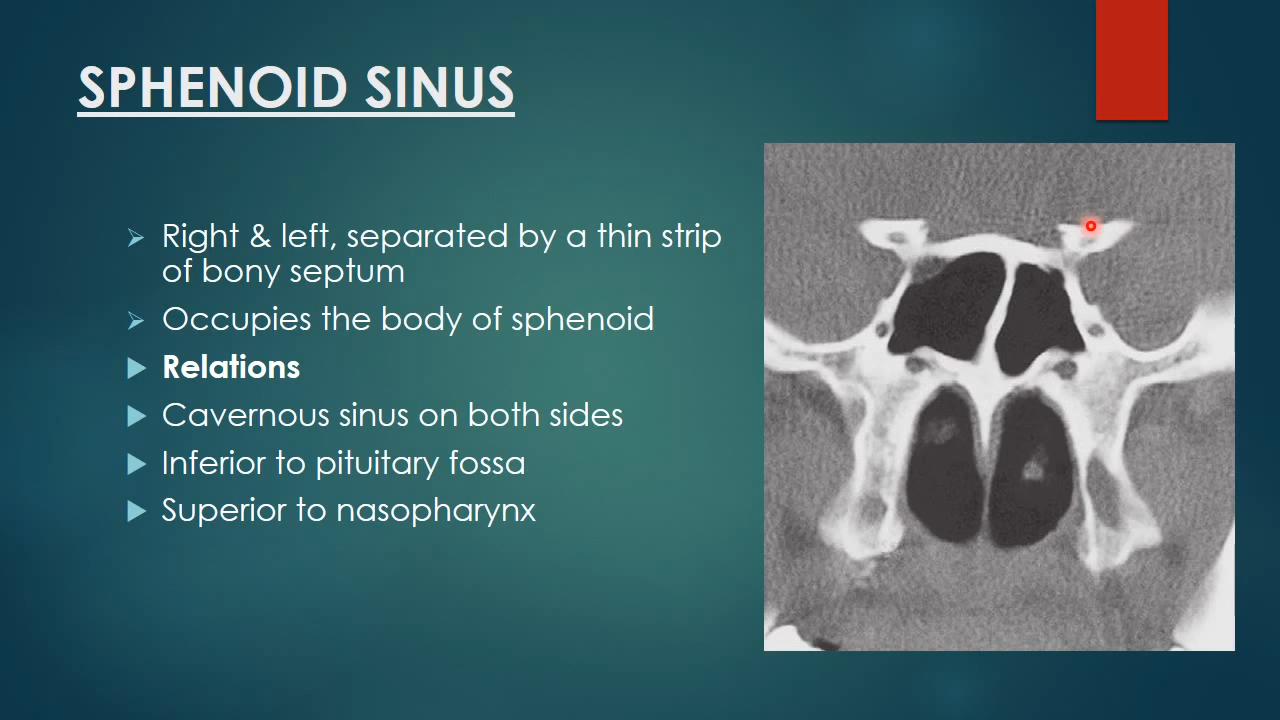 SPHENOID SINUS
Right & left, separated by a thin strip
of bony septum
Occupies the body of sphenoid
Relations
Cavernous sinus on both sides
Inferior to pituitary fossa
Superior to nasopharynx